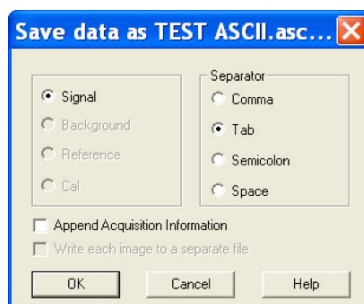 Save data as TEST ASCII.asc...
Signal
Background
Reference
Cal
Separator
Comma
Tab
Semicolon
Space
Append Acquisition Information
Write each image to a separate file
OK
Cancel
Help